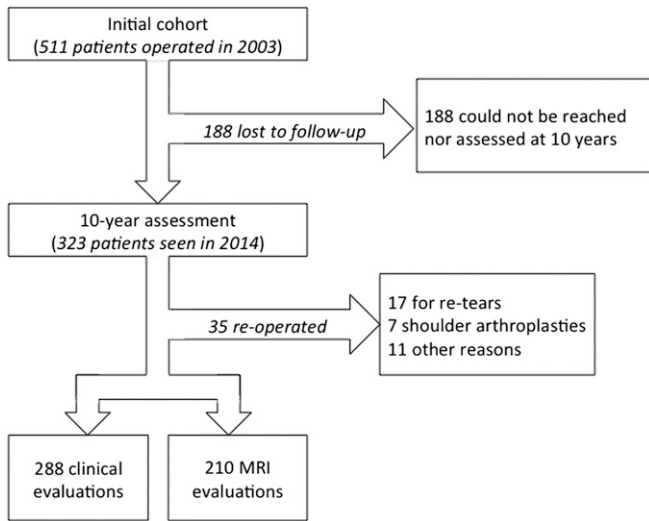 Initial cohort
(511 patients operated in 2003)
188 lost to follow-up
188 could not be reached
nor assessed at 10 years
10-year assessment
(323 patients seen in 2014)
35 re-operated
17 for re-tears
7 shoulder arthroplasties
11 other reasons
288 clinical
evaluations
210 MRI
evaluations